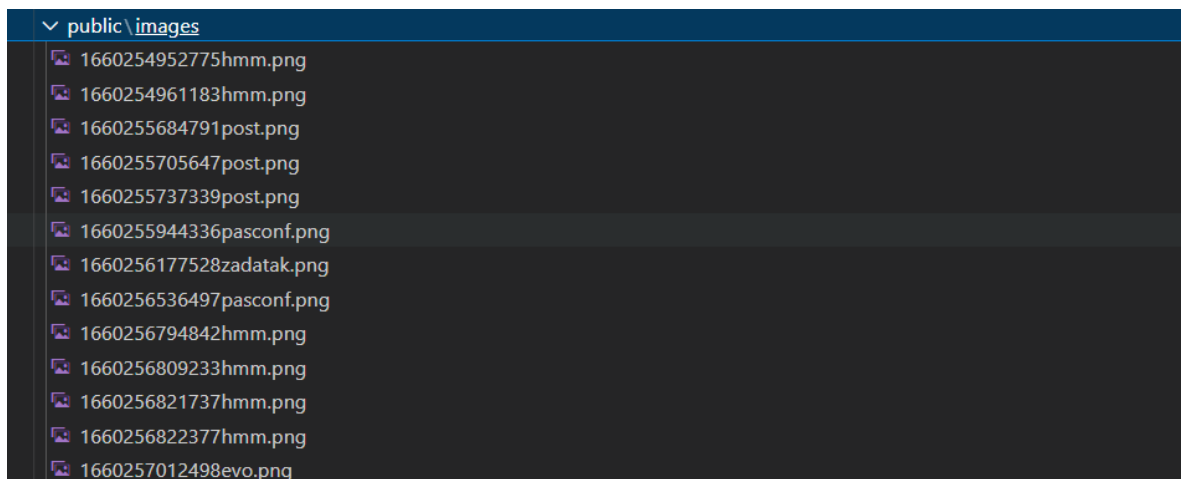 public\images
1660254952775hmm.png
1660254961183hmm.png
1660255684791post.png
1660255705647post.png
1660255737339post.png
1660255944336pasconf.png
1660256177528zadatak.png
1660256536497pasconf.png
1660256794842hmm.png
1660256809233hmm.png
1660256821737hmm.png
1660256822377hmm.png
1660257012498evo.png